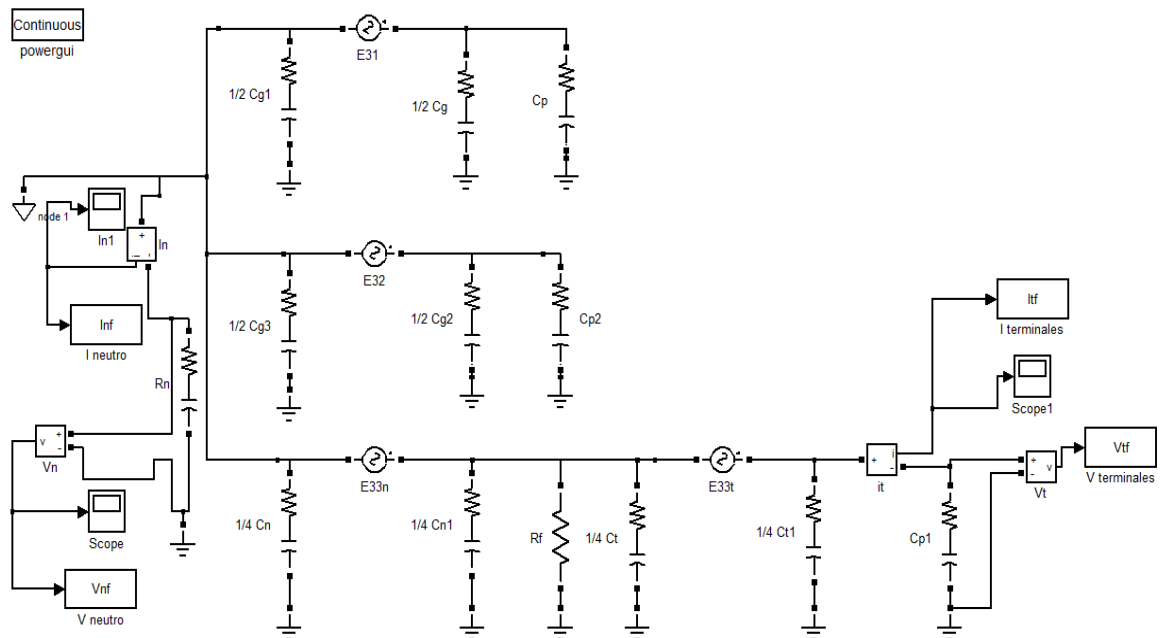 Continuous
powergui
E31
1/2 Cg1
1/2 Cg
Cp
node 1
In1
+
-
i
In
Inf
I neutro
Rn
E32
1/2 Cg3
1/2 Cg2
Cp2
Itf
I terminales
Scope1
v
+
-
Vn
Scope
Vnf
V neutro
E33n
E33t
1/4 Cn
1/4 Cn1
Rf
1/4 Ct
1/4 Ct1
+
i
-
it
Cp1
+
-
v
Vt
Vtf
V terminales